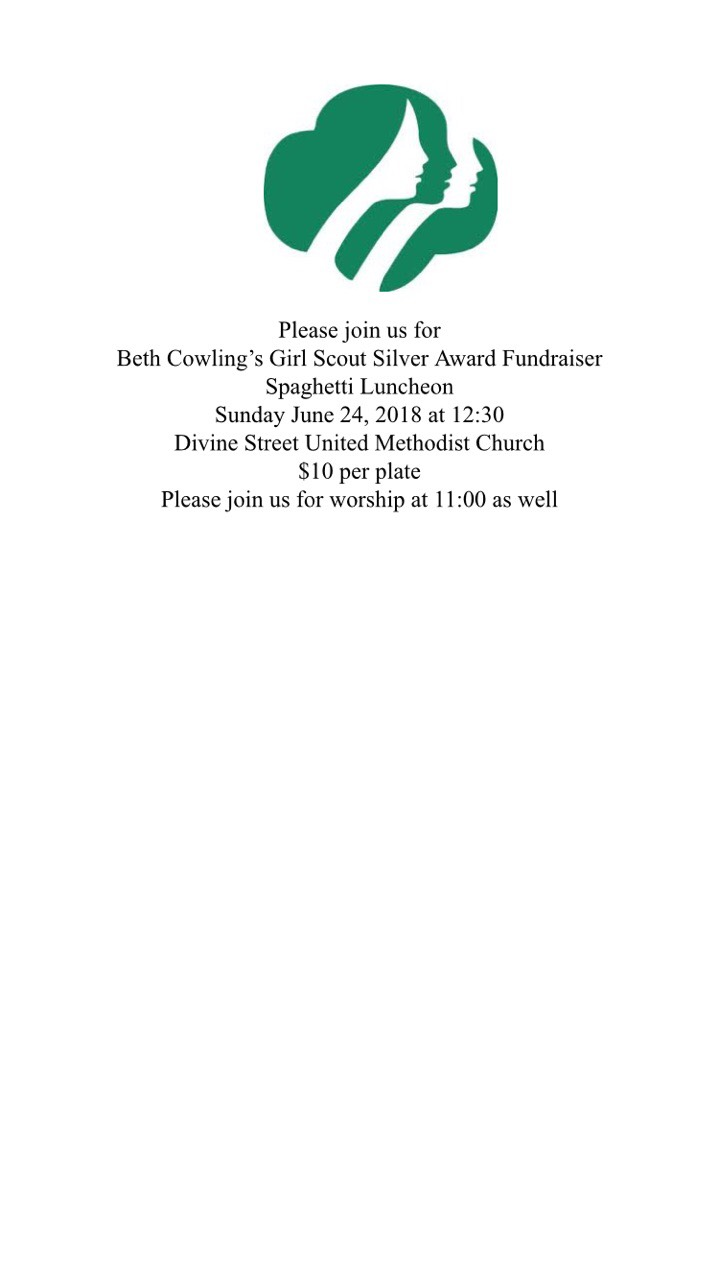 Please join us for
Beth Cowling’s Girl Scout Silver Award Fundraiser
Spaghetti Luncheon
Sunday June 24, 2018 at 12:30
Divine Street United Methodist Church
$10 per plate
Please join us for worship at 11:00 as well